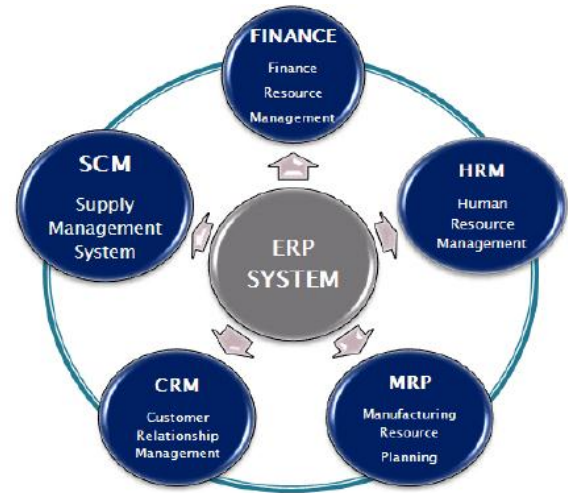 FINANCE
Finance
Resource
Management
SCM
Supply
Management
System
HRM
Human
Resource
Management
ERP
SYSTEM
CRM
Customer
Relationship
Management
MRP
Manufacturing
Resource
Planning